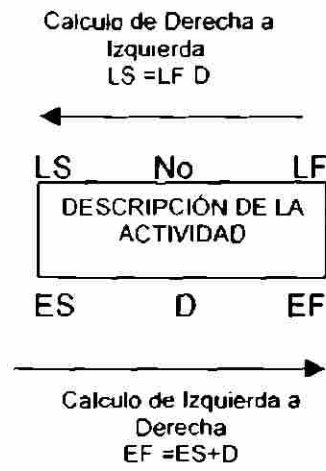 Calculo de Derecha a
Izquierda
LS =LF D
LS No LF
DESCRIPCIÓN DE LA
ACTIVIDAD
ES D EF
Calculo de Izquierda a
Derecha
EF =ES+D